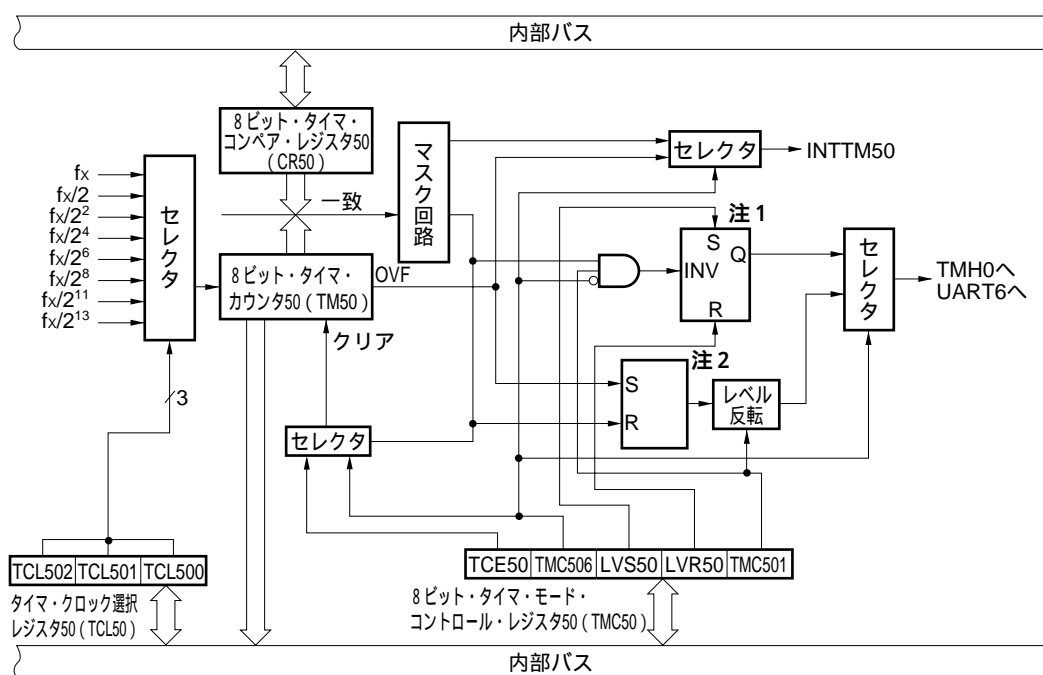 内部バス
8ビット・タイマ・
コンペア・レジスタ50
(CR50)
マスク回路
セレクタ
INTTM50
fX
fX/2
fX/2²
fX/2⁴
fX/2⁶
fX/2⁸
fX/2¹¹
fX/2¹³
セレクタ
一致
8ビット・タイマ・
カウンタ50(TM50)
OVF
クリア
注1
S
Q
INV
R
セレクタ
TMH0へ
UART6へ
注2
S
R
レベル
反転
3
セレクタ
TCL502 TCL501 TCL500
タイマ・クロック選択
レジスタ50(TCL50)
TCE50 TMC506 LVS50 LVR50 TMC501
8ビット・タイマ・モード・
コントロール・レジスタ50(TMC50)
内部バス